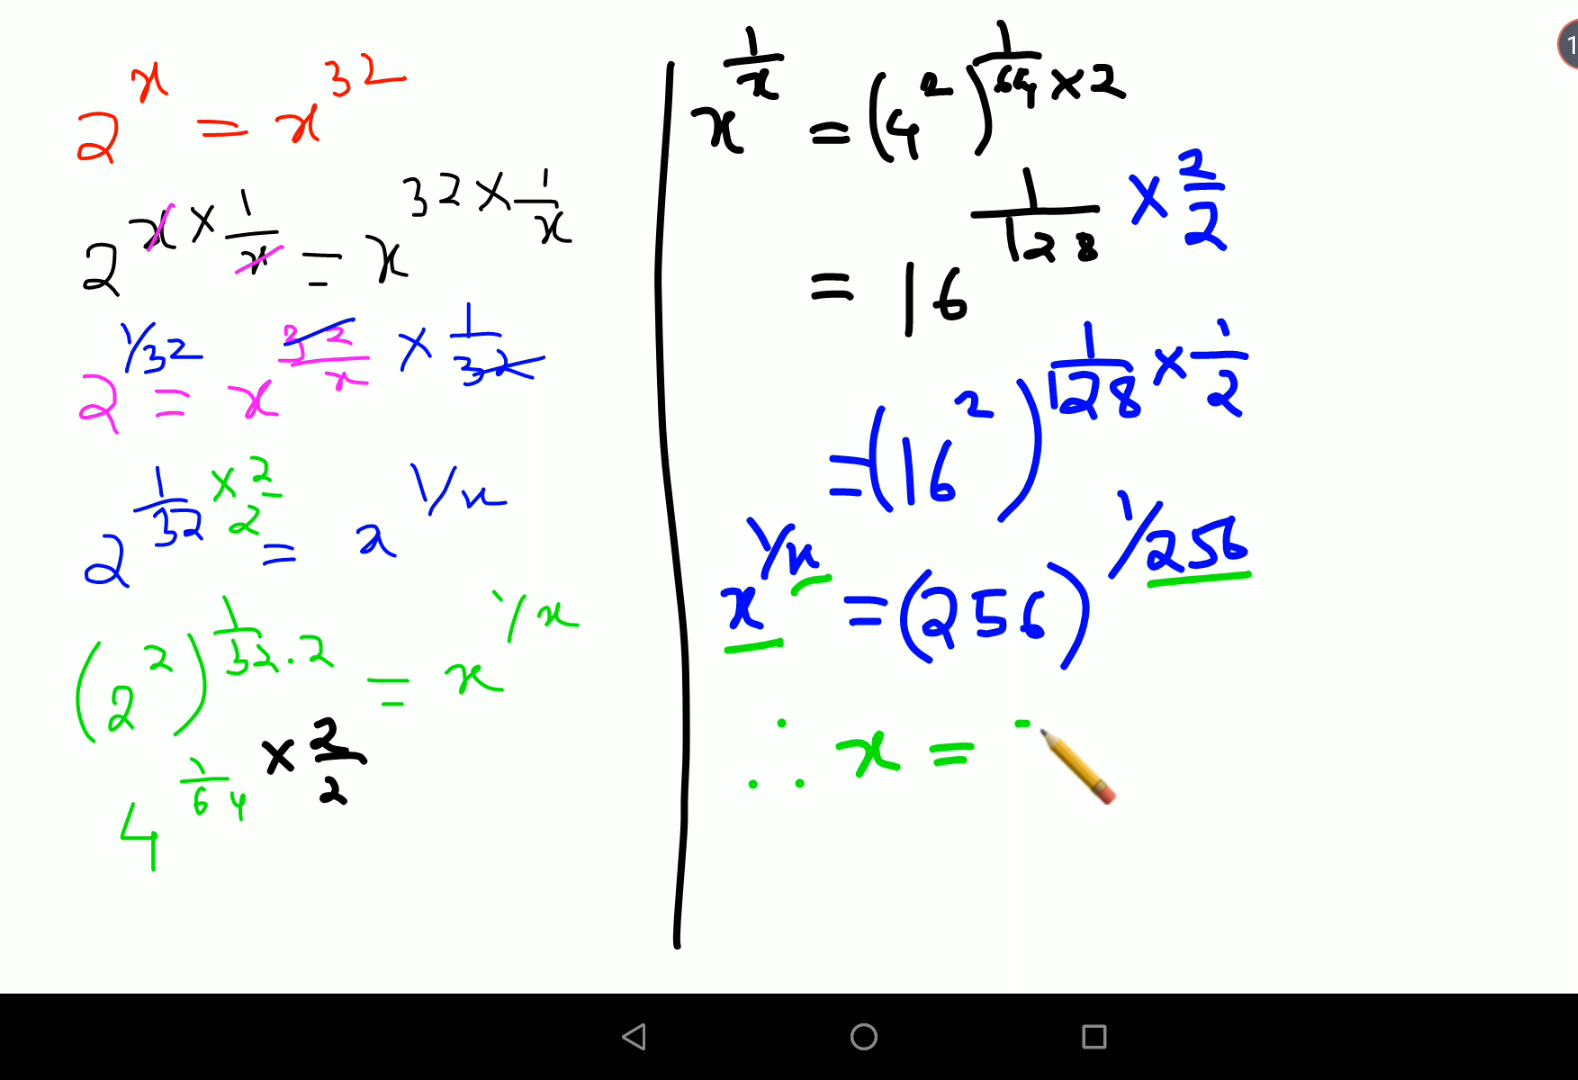 2^x = x^32
2^(x × 1/x) = x^(32 × 1/x)
2^(1/32) = x^(32/x × 1/32)
2^(1/32 × 2/2) = x^(1/x)
(2^2)^(1/(32 . 2)) = x^(1/x)
4^(1/64 × 2/2)
x^(1/x) = (4^2)^(1/(64 × 2))
= 16^(1/128 × 2/2)
= (16^2)^(1/128 × 1/2)
x^(1/x) = (256)^(1/256)
∴ x =
1